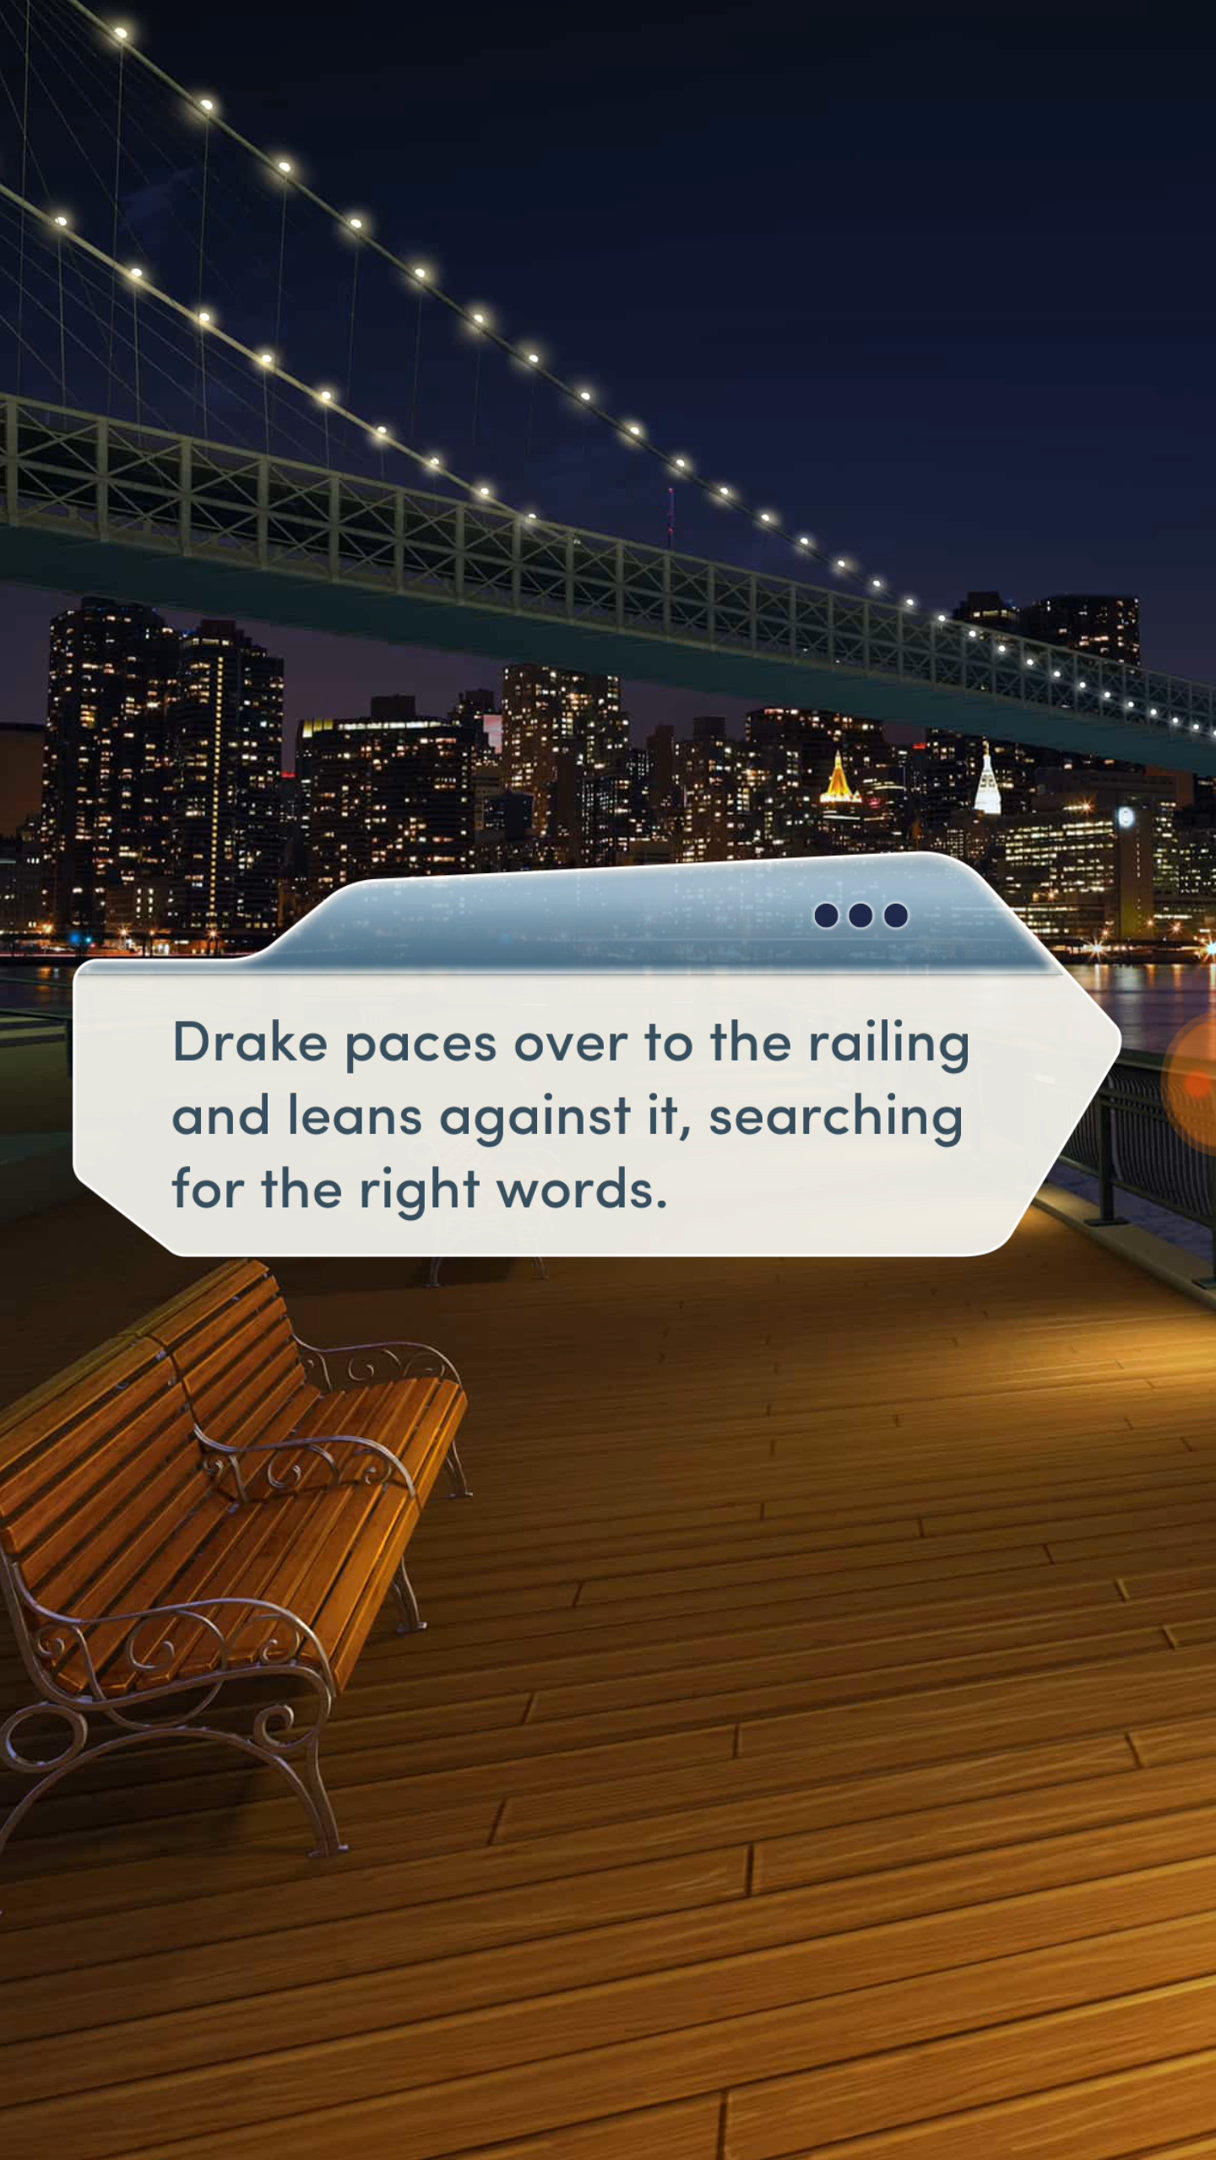 Drake paces over to the railing
and leans against it, searching
for the right words.